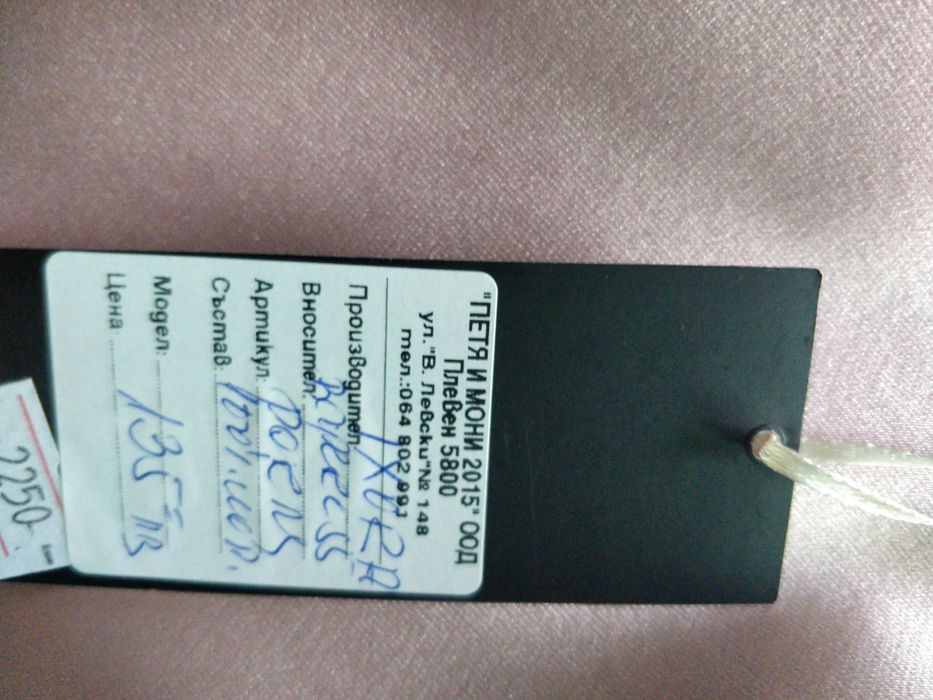 "ПЕТЯ И МОНИ 2015" ООД
Плевен 5800
ул. "В. Левски" № 148
тел.:064 802 991
Производител:
Вносител:
Артикул:
Състав: 100%
Модел:
Цена: 135 лв
2250